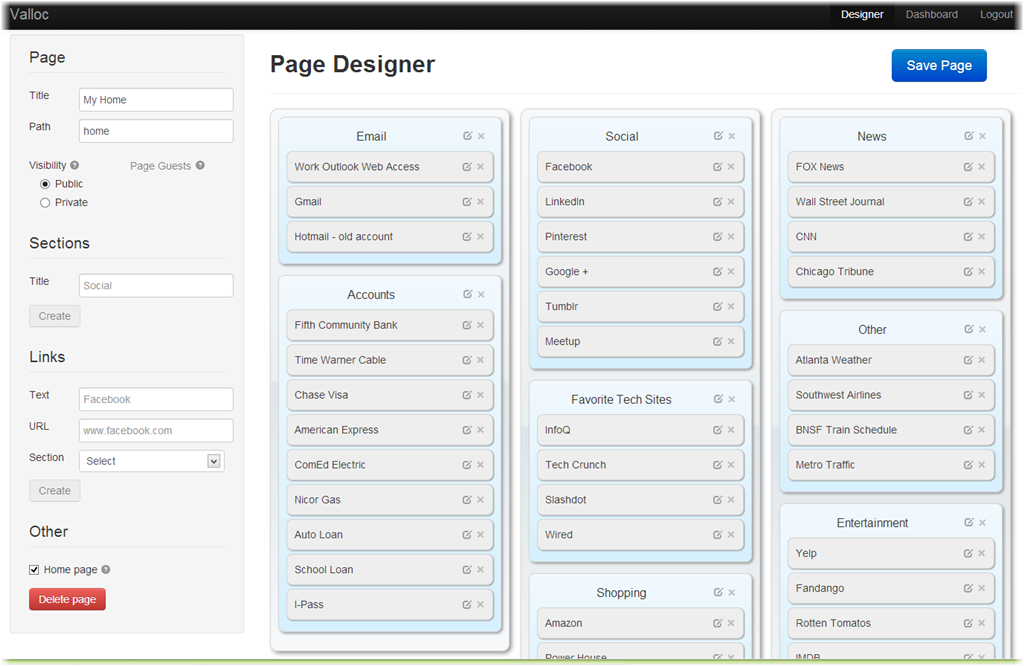 Valloc
Designer Dashboard Logout
Page
Title My Home
Path home
Visibility Page Guests
Public
Private
Sections
Title Social
Create
Links
Text Facebook
URL www.facebook.com
Section Select
Create
Other
Home page
Delete page
Page Designer
Save Page
Email
Work Outlook Web Access
Gmail
Hotmail - old account
Accounts
Fifth Community Bank
Time Warner Cable
Chase Visa
American Express
ComEd Electric
Nicor Gas
Auto Loan
School Loan
I-Pass
Social
Facebook
LinkedIn
Pinterest
Google +
Tumblr
Meetup
Favorite Tech Sites
InfoQ
Tech Crunch
Slashdot
Wired
Shopping
Amazon
Power House
News
FOX News
Wall Street Journal
CNN
Chicago Tribune
Other
Atlanta Weather
Southwest Airlines
BNSF Train Schedule
Metro Traffic
Entertainment
Yelp
Fandango
Rotten Tomatos
IMDB